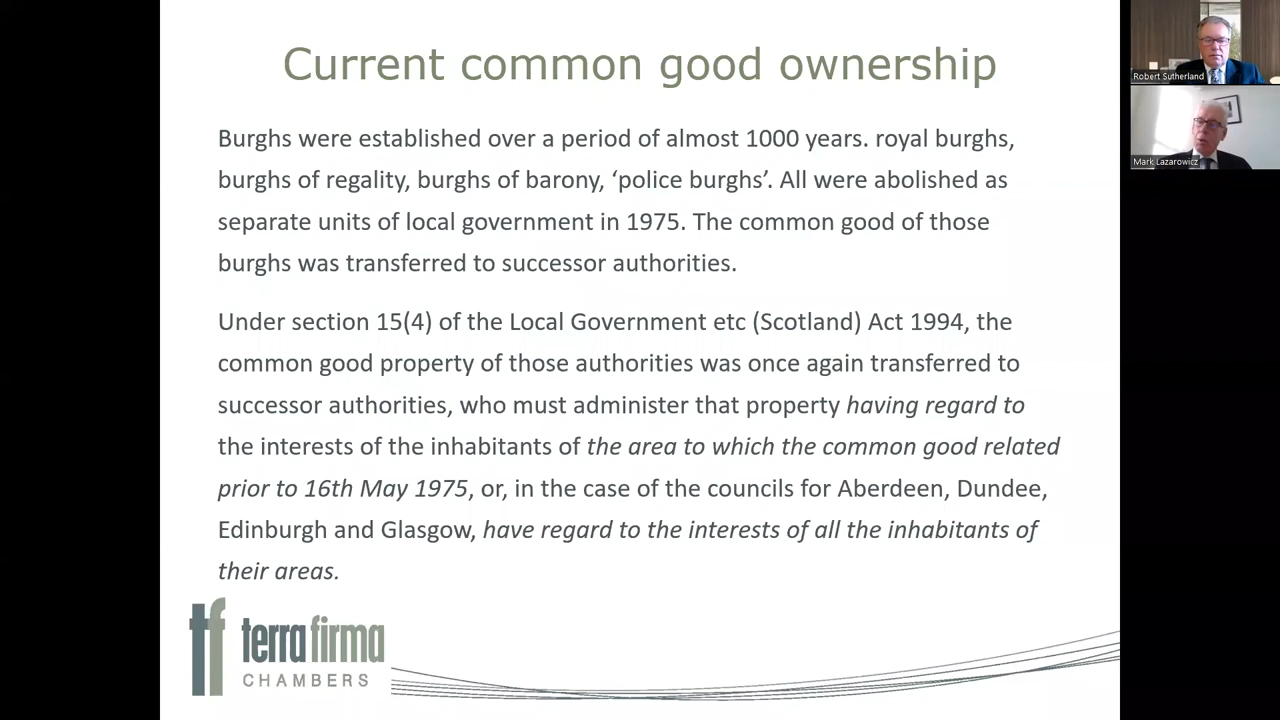 Current common good ownership
Burghs were established over a period of almost 1000 years. royal burghs,
burghs of regality, burghs of barony, ‘police burghs’. All were abolished as
separate units of local government in 1975. The common good of those
burghs was transferred to successor authorities.
Under section 15(4) of the Local Government etc (Scotland) Act 1994, the
common good property of those authorities was once again transferred to
successor authorities, who must administer that property having regard to
the interests of the inhabitants of the area to which the common good related
prior to 16th May 1975, or, in the case of the councils for Aberdeen, Dundee,
Edinburgh and Glasgow, have regard to the interests of all the inhabitants of
their areas.
tf terra firma
CHAMBERS
Robert Sutherland
Mark Lazarowicz